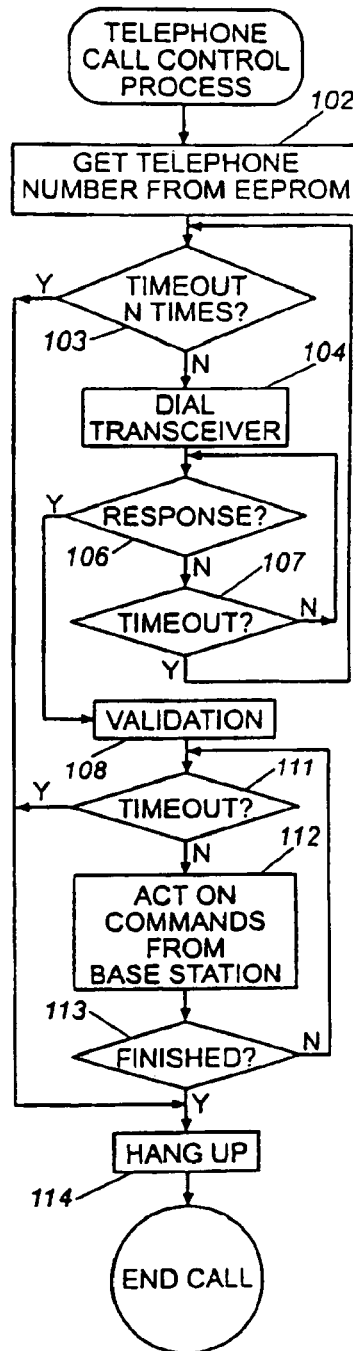 TELEPHONE
CALL CONTROL
PROCESS
102
GET TELEPHONE
NUMBER FROM EEPROM
Y
TIMEOUT
N TIMES?
103
N
104
DIAL
TRANSCEIVER
Y
RESPONSE?
106
N
107
TIMEOUT?
N
Y
VALIDATION
108
111
Y
TIMEOUT?
N
112
ACT ON
COMMANDS
FROM
BASE STATION
113
FINISHED?
N
Y
HANG UP
114
END CALL